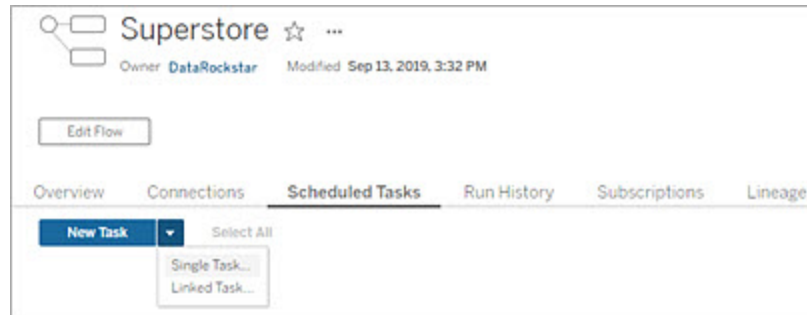 Superstore ...
Owner DataRockstar Modified Sep 13, 2019, 3:32 PM
Edit Flow
Overview Connections Scheduled Tasks Run History Subscriptions Lineage
New Task Select All
Single Task...
Linked Task...